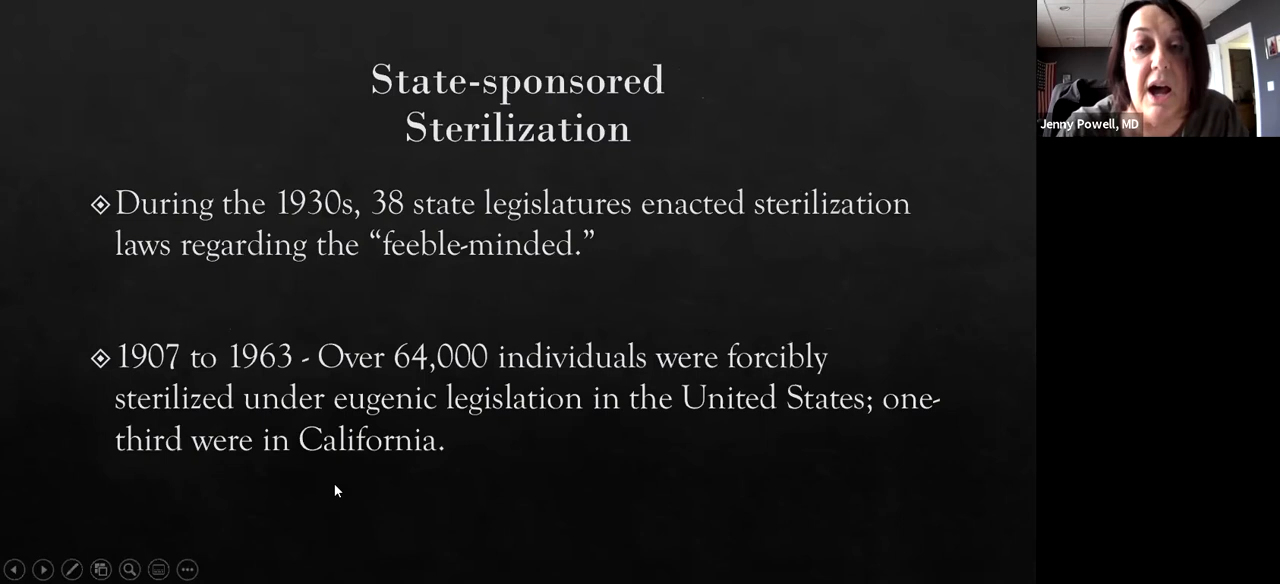 State-sponsored
Sterilization
During the 1930s, 38 state legislatures enacted sterilization
laws regarding the “feeble-minded.”
1907 to 1963 - Over 64,000 individuals were forcibly
sterilized under eugenic legislation in the United States; one-
third were in California.
Jenny Powell, MD